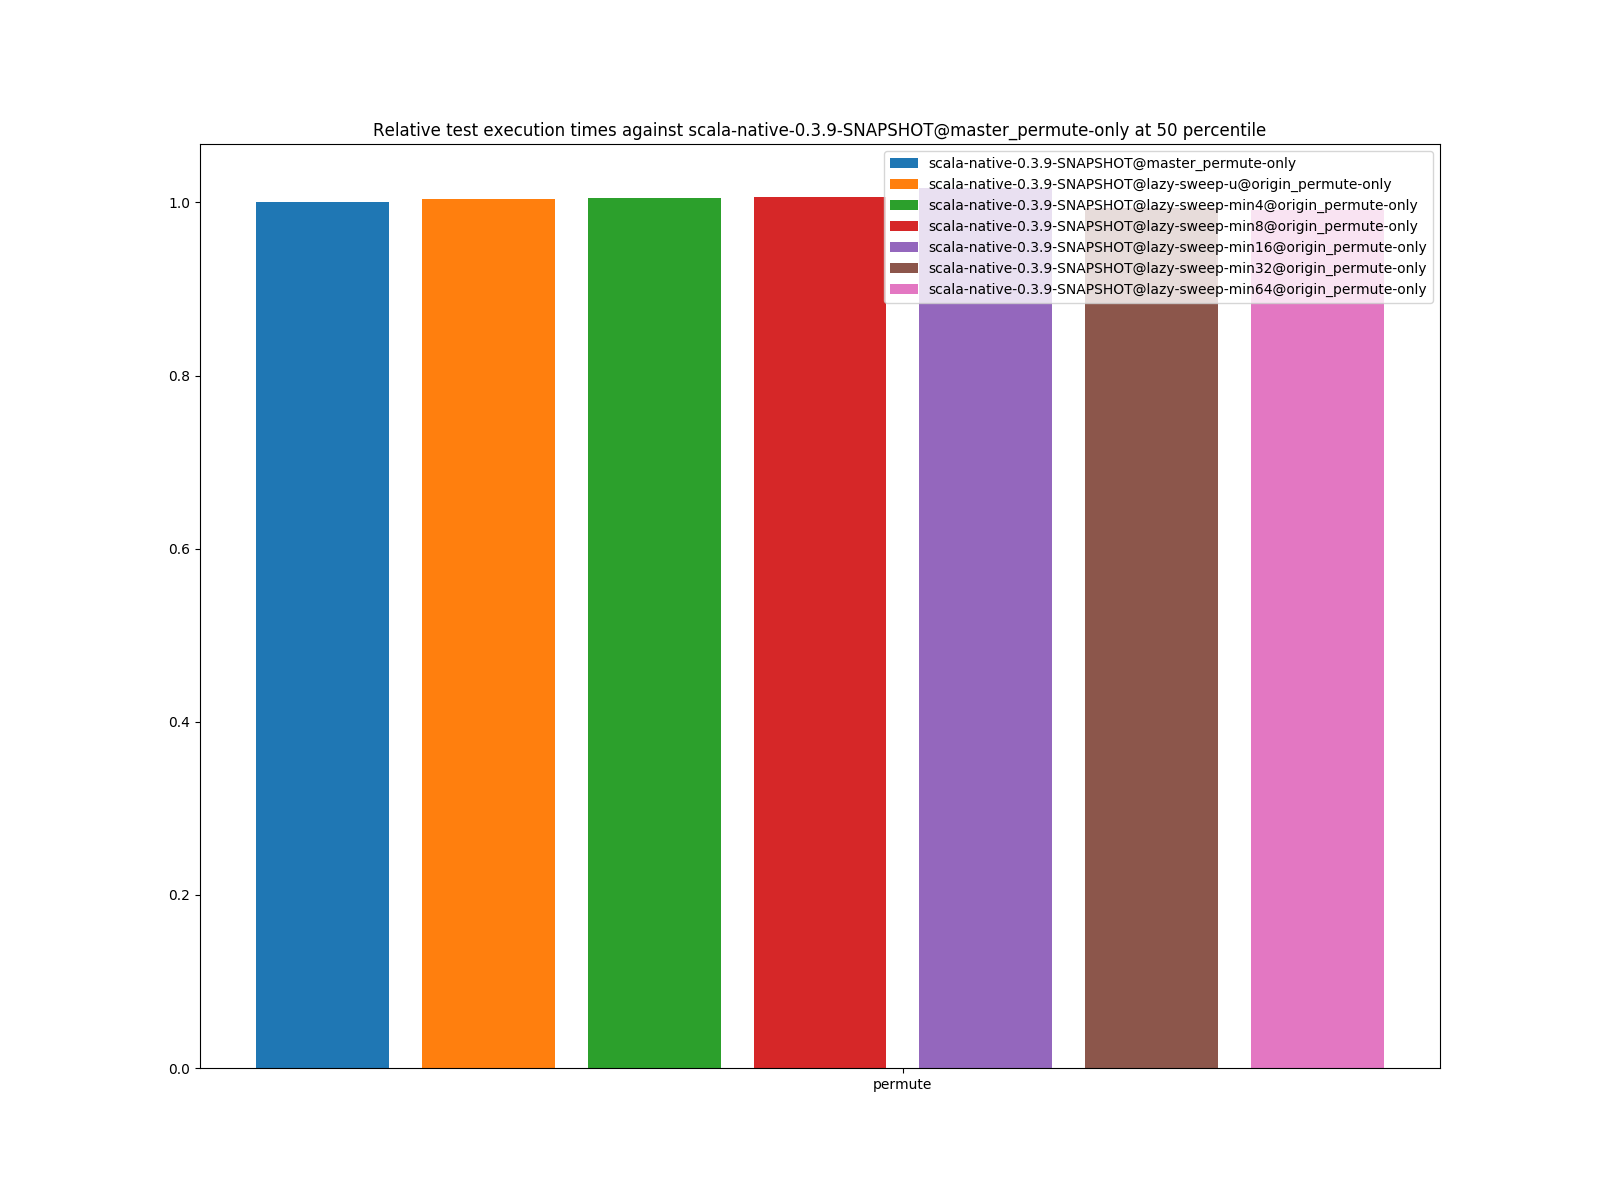 Relative test execution times against scala-native-0.3.9-SNAPSHOT@master_permute-only at 50 percentile
scala-native-0.3.9-SNAPSHOT@master_permute-only
scala-native-0.3.9-SNAPSHOT@lazy-sweep-u@origin_permute-only
scala-native-0.3.9-SNAPSHOT@lazy-sweep-min4@origin_permute-only
scala-native-0.3.9-SNAPSHOT@lazy-sweep-min8@origin_permute-only
scala-native-0.3.9-SNAPSHOT@lazy-sweep-min16@origin_permute-only
scala-native-0.3.9-SNAPSHOT@lazy-sweep-min32@origin_permute-only
scala-native-0.3.9-SNAPSHOT@lazy-sweep-min64@origin_permute-only
1.0
0.8
0.6
0.4
0.2
0.0
permute